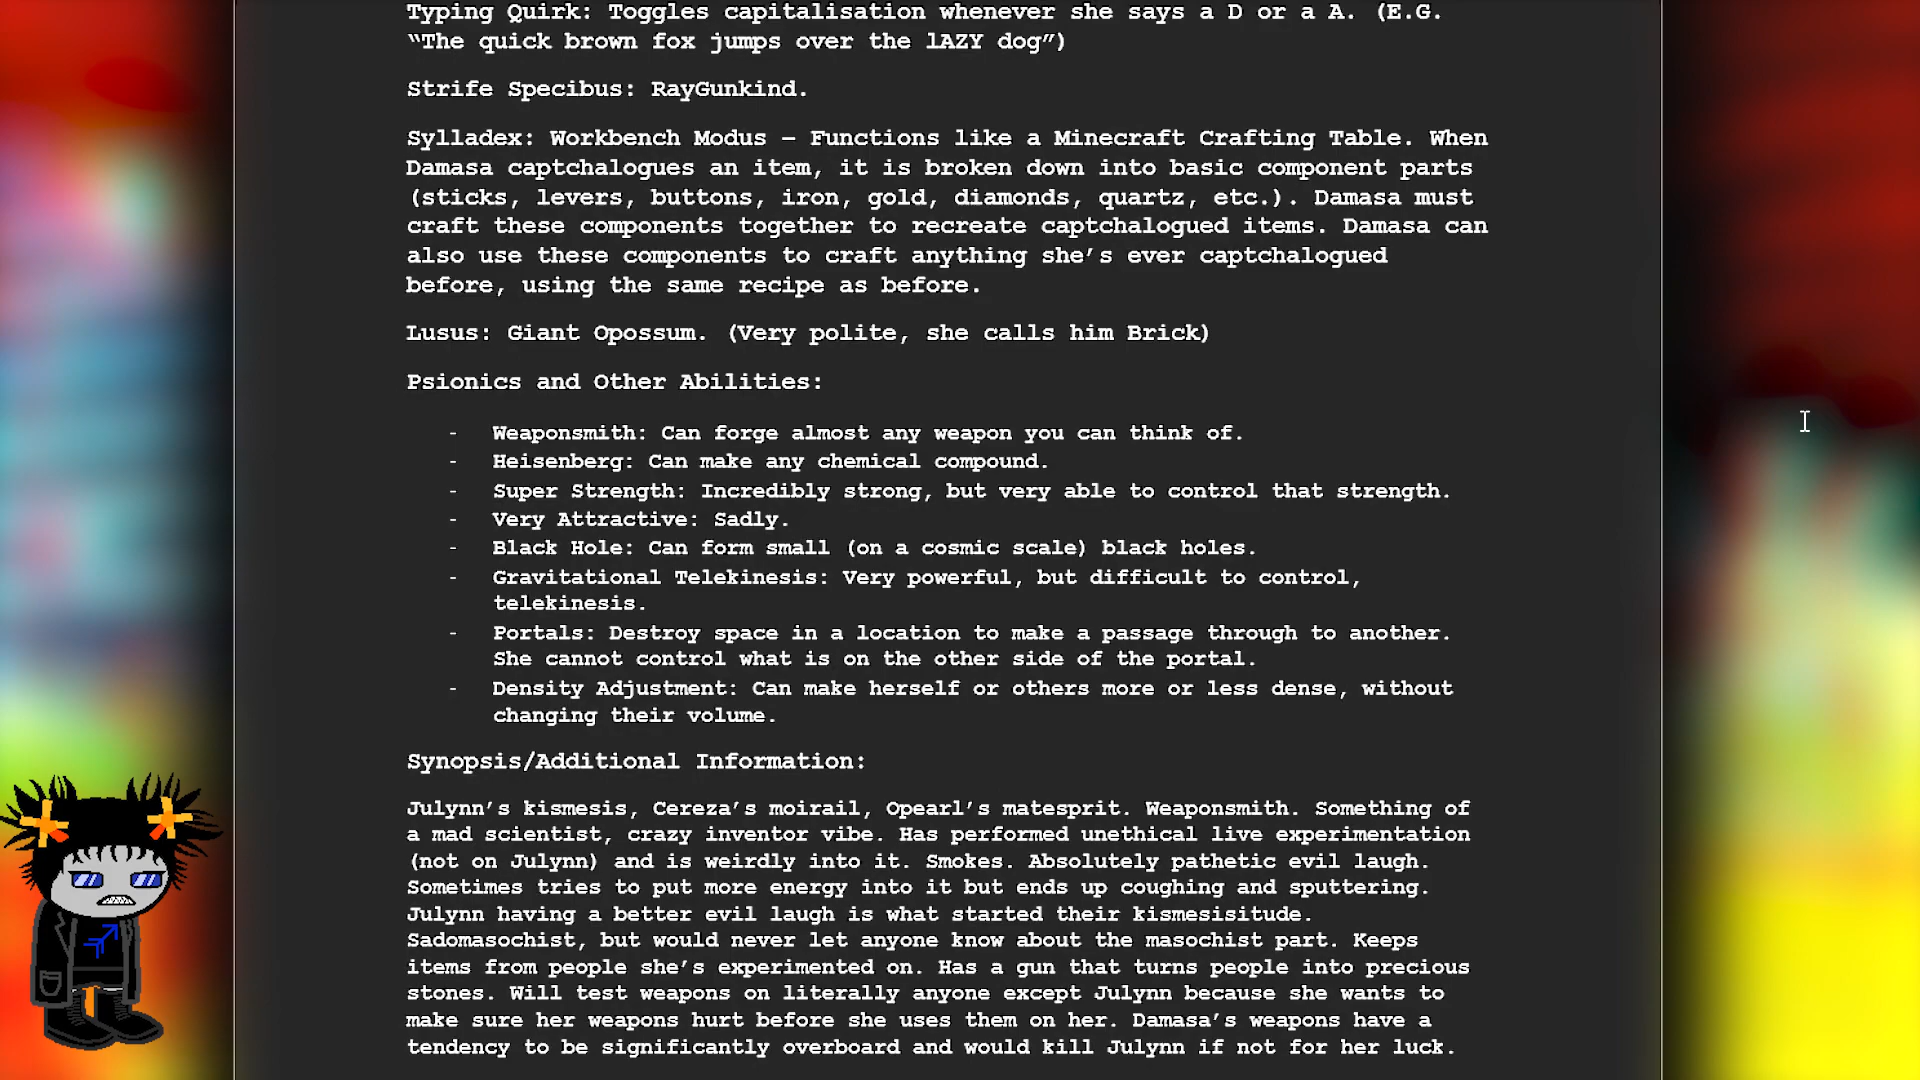 Typing Quirk: Toggles capitalisation whenever she says a D or a A. (E.G.
“The quick brown fox jumps over the lAZY dog”)
Strife Specibus: RayGunkind.
Sylladex: Workbench Modus – Functions like a Minecraft Crafting Table. When
Damasa captchalogues an item, it is broken down into basic component parts
(sticks, levers, buttons, iron, gold, diamonds, quartz, etc.). Damasa must
craft these components together to recreate captchalogued items. Damasa can
also use these components to craft anything she’s ever captchalogued
before, using the same recipe as before.
Lusus: Giant Opossum. (Very polite, she calls him Brick)
Psionics and Other Abilities:
- Weaponsmith: Can forge almost any weapon you can think of.
- Heisenberg: Can make any chemical compound.
- Super Strength: Incredibly strong, but very able to control that strength.
- Very Attractive: Sadly.
- Black Hole: Can form small (on a cosmic scale) black holes.
- Gravitational Telekinesis: Very powerful, but difficult to control,
telekinesis.
- Portals: Destroy space in a location to make a passage through to another.
She cannot control what is on the other side of the portal.
- Density Adjustment: Can make herself or others more or less dense, without
changing their volume.
Synopsis/Additional Information:
Julynn’s kismesis, Cereza’s moirail, Opearl’s matesprit. Weaponsmith. Something of
a mad scientist, crazy inventor vibe. Has performed unethical live experimentation
(not on Julynn) and is weirdly into it. Smokes. Absolutely pathetic evil laugh.
Sometimes tries to put more energy into it but ends up coughing and sputtering.
Julynn having a better evil laugh is what started their kismesisitude.
Sadomasochist, but would never let anyone know about the masochist part. Keeps
items from people she’s experimented on. Has a gun that turns people into precious
stones. Will test weapons on literally anyone except Julynn because she wants to
make sure her weapons hurt before she uses them on her. Damasa’s weapons have a
tendency to be significantly overboard and would kill Julynn if not for her luck.